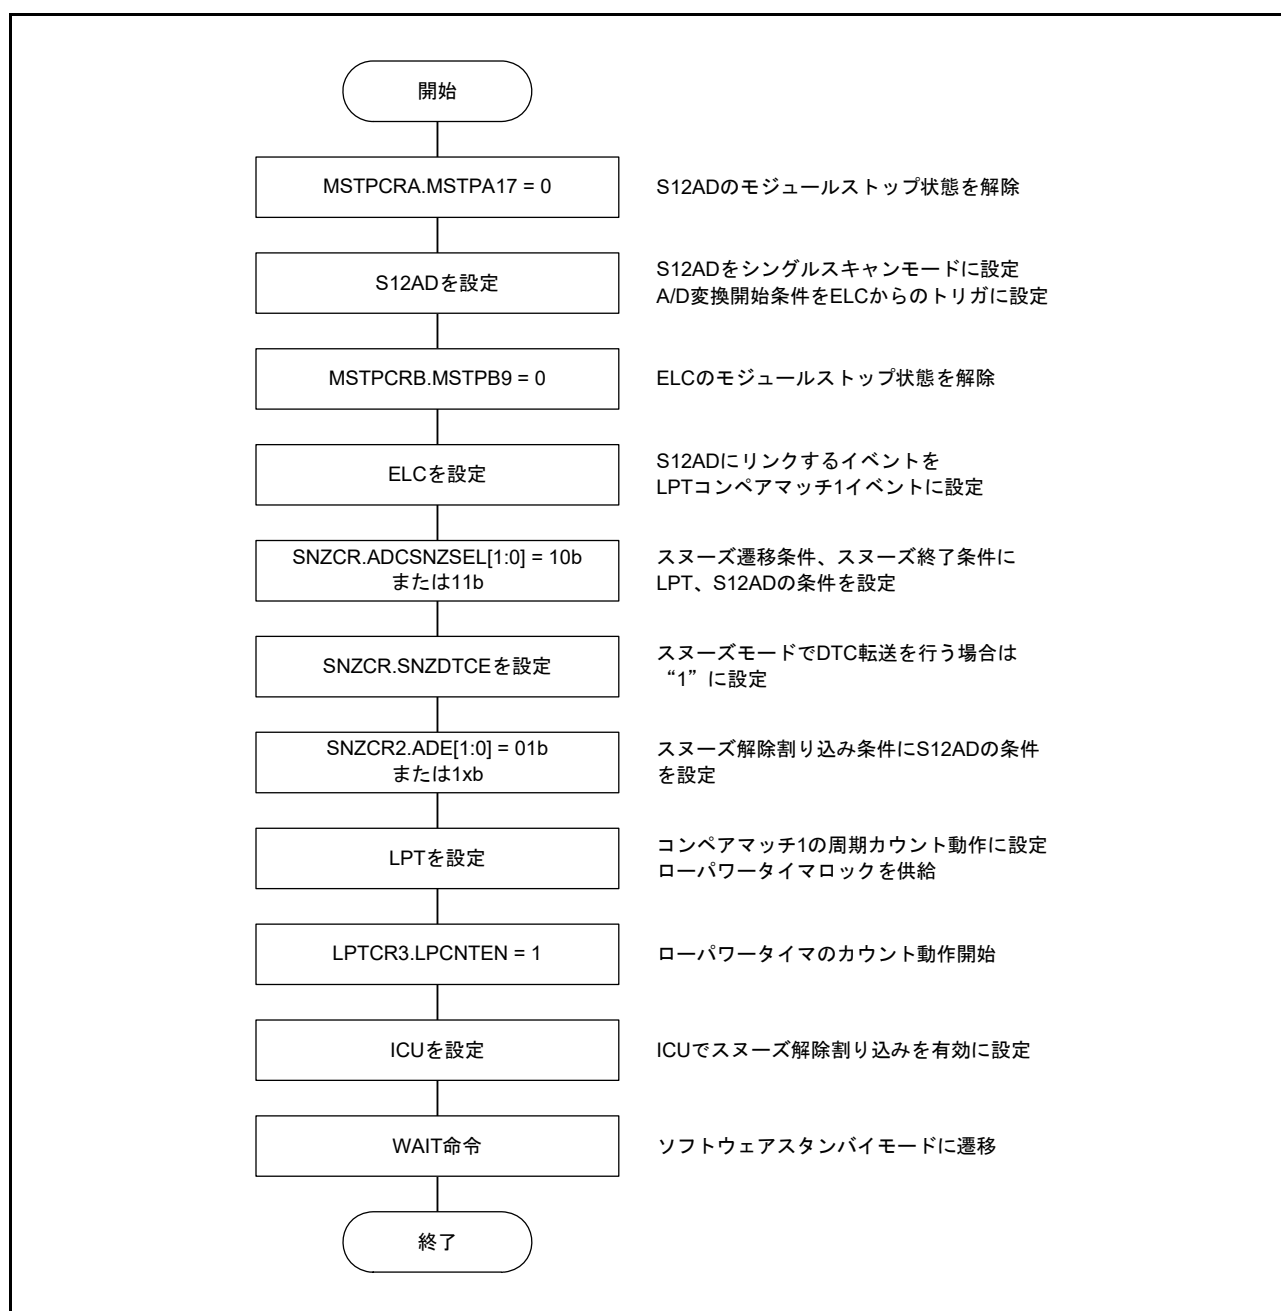 開始
MSTPCRA.MSTPA17 = 0
S12ADのモジュールストップ状態を解除
S12ADを設定
S12ADをシングルスキャンモードに設定
A/D変換開始条件をELCからのトリガに設定
MSTPCRB.MSTPB9 = 0
ELCのモジュールストップ状態を解除
ELCを設定
S12ADにリンクするイベントを
LPTコンペアマッチ1イベントに設定
SNZCR.ADCSNZSEL[1:0] = 10b
または11b
スヌーズ遷移条件、スヌーズ終了条件に
LPT、S12ADの条件を設定
SNZCR.SNZDTCEを設定
スヌーズモードでDTC転送を行う場合は
“1”に設定
SNZCR2.ADE[1:0] = 01b
または1xb
スヌーズ解除割り込み条件にS12ADの条件
を設定
LPTを設定
コンペアマッチ1の周期カウント動作に設定
ローパワータイマロックを供給
LPTCR3.LPCNTEN = 1
ローパワータイマのカウント動作開始
ICUを設定
ICUでスヌーズ解除割り込みを有効に設定
WAIT命令
ソフトウェアスタンバイモードに遷移
終了